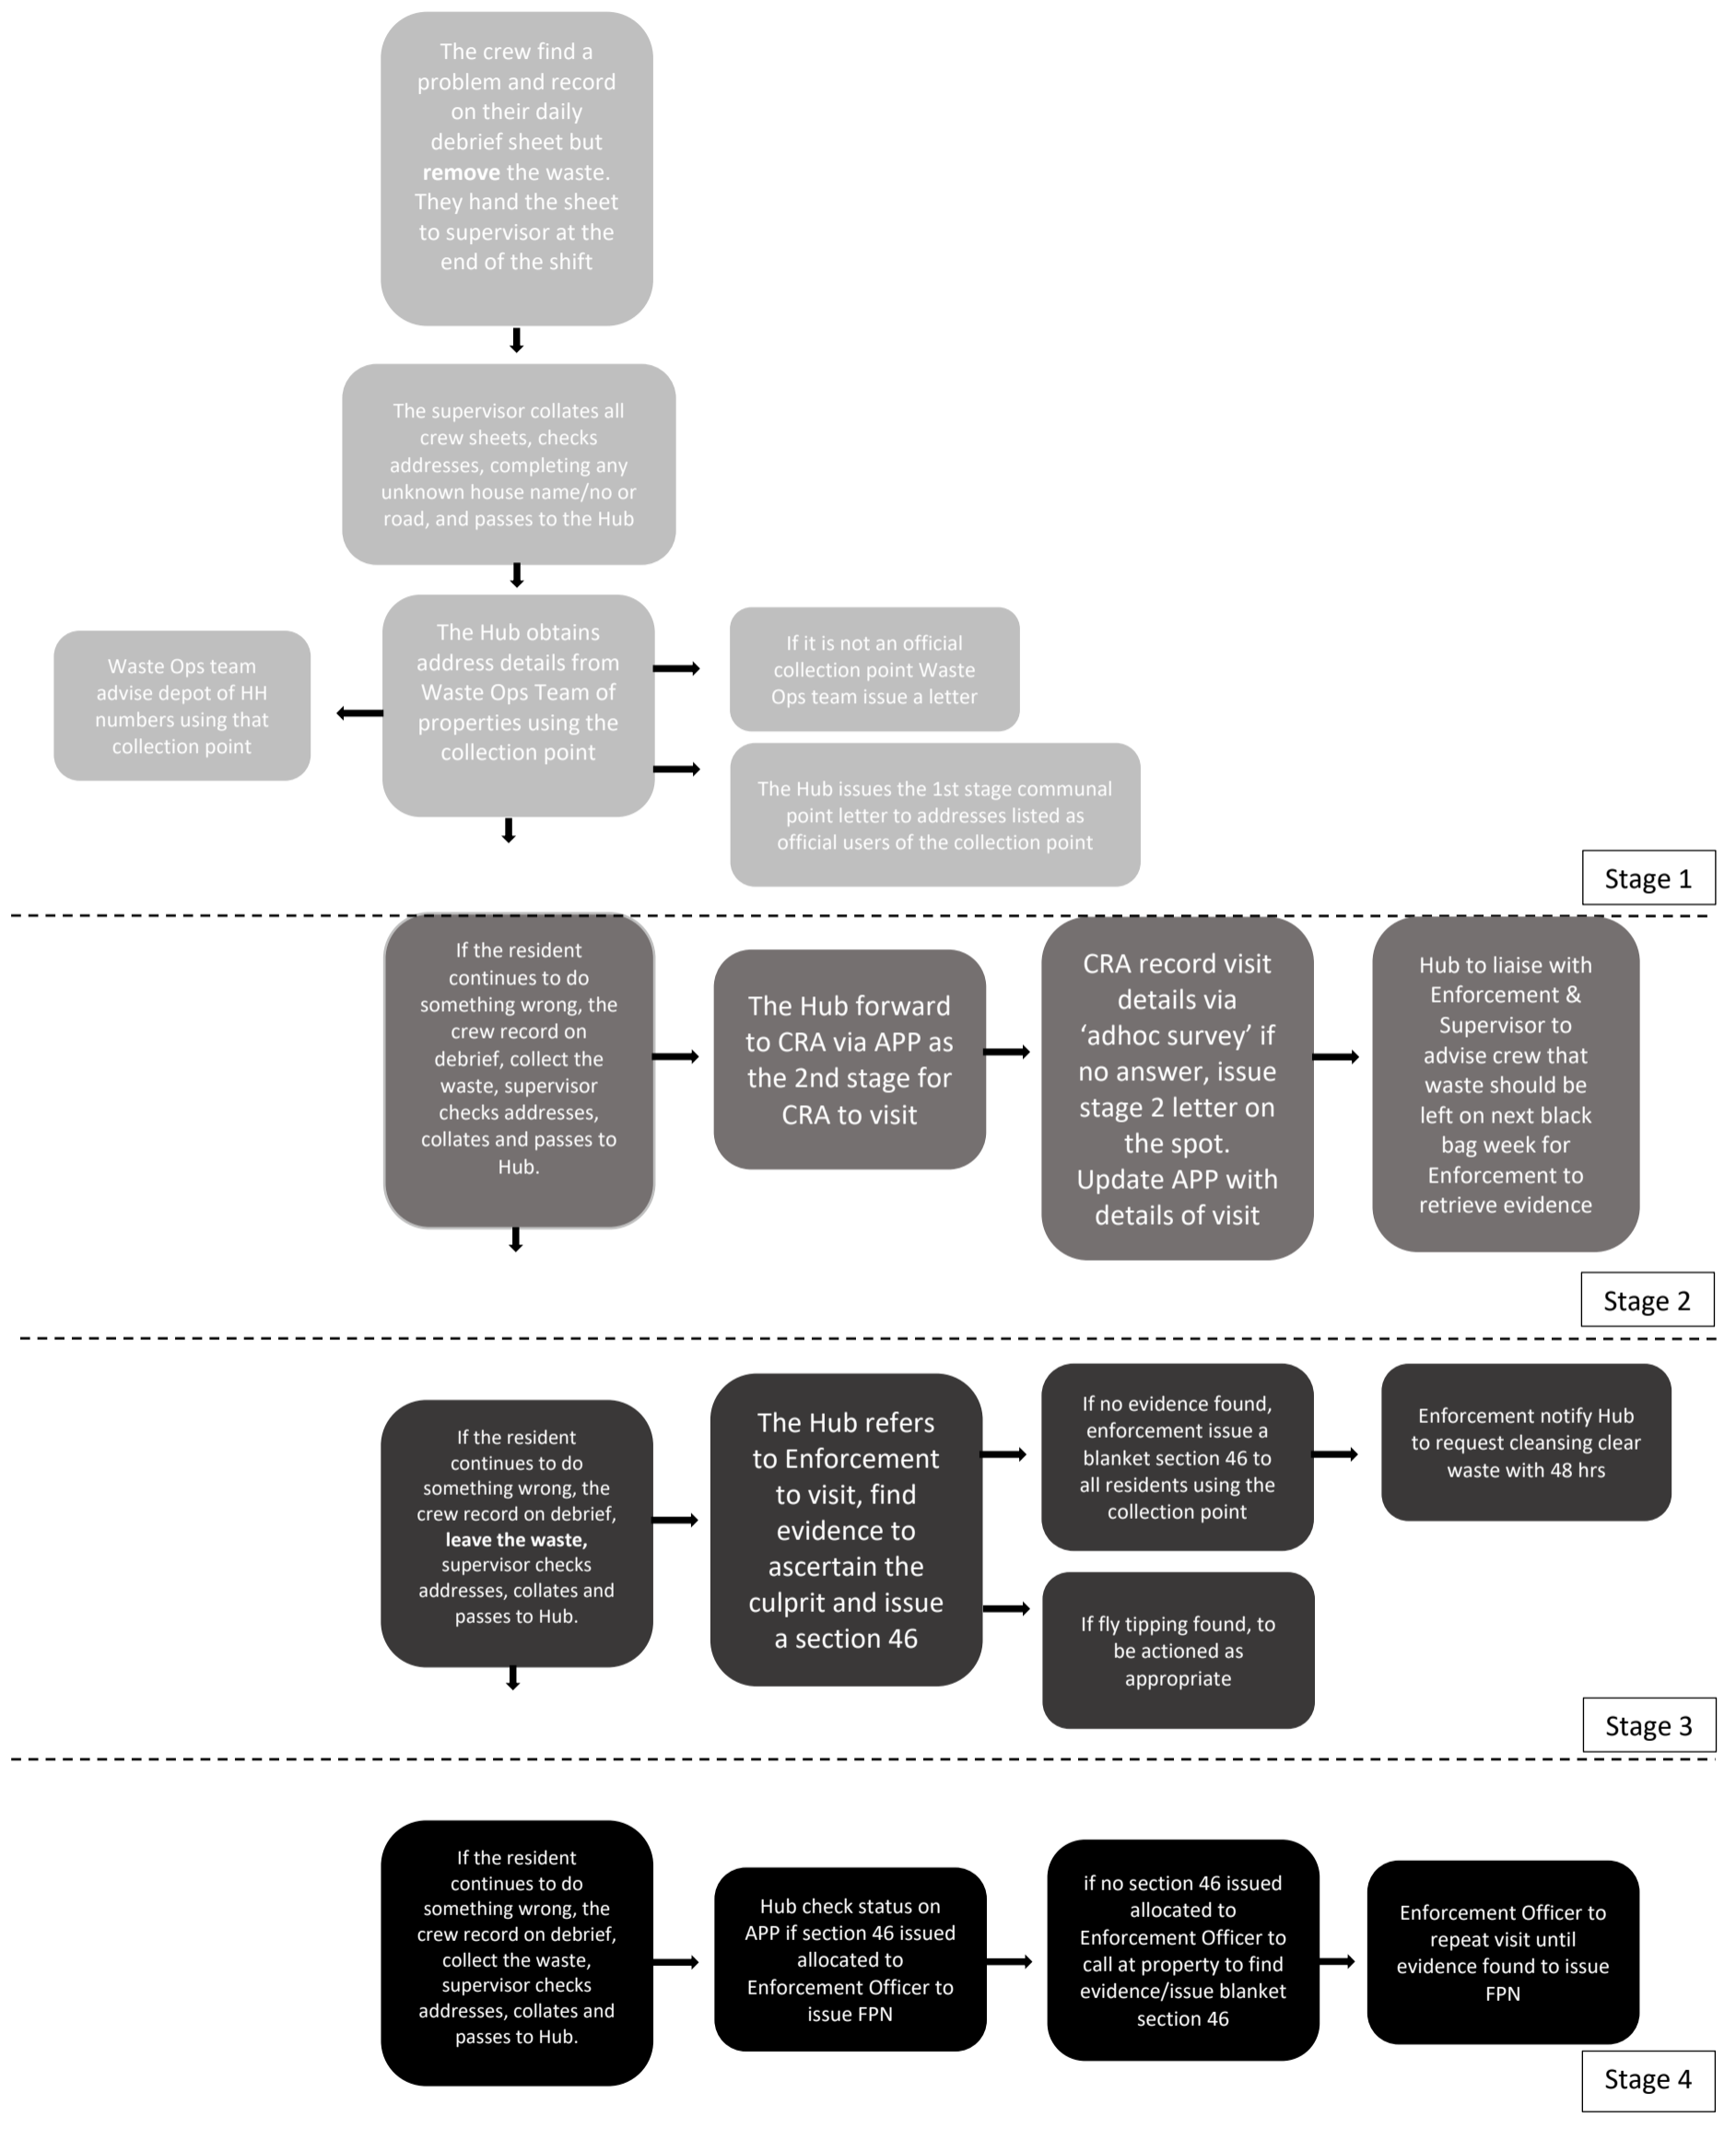 The crew find a
problem and record
on their daily
debrief sheet but
remove the waste.
They hand the sheet
to supervisor at the
end of the shift
The supervisor collates all
crew sheets, checks
addresses, completing any
unknown house name/no or
road, and passes to the Hub
Waste Ops team
advise depot of HH
numbers using that
collection point
The Hub obtains
address details from
Waste Ops Team of
properties using the
collection point
If it is not an official
collection point Waste
Ops team issue a letter
The Hub issues the 1st stage communal
point letter to addresses listed as
official users of the collection point
Stage 1
If the resident
continues to do
something wrong, the
crew record on
debrief, collect the
waste, supervisor
checks addresses,
collates and passes to
Hub.
The Hub forward
to CRA via APP as
the 2nd stage for
CRA to visit
CRA record visit
details via
‘adhoc survey’ if
no answer, issue
stage 2 letter on
the spot.
Update APP with
details of visit
Hub to liaise with
Enforcement &
Supervisor to
advise crew that
waste should be
left on next black
bag week for
Enforcement to
retrieve evidence
Stage 2
If the resident
continues to do
something wrong, the
crew record on debrief,
leave the waste,
supervisor checks
addresses, collates and
passes to Hub.
The Hub refers
to Enforcement
to visit, find
evidence to
ascertain the
culprit and issue
a section 46
If no evidence found,
enforcement issue a
blanket section 46 to
all residents using the
collection point
Enforcement notify Hub
to request cleansing clear
waste with 48 hrs
If fly tipping found, to
be actioned as
appropriate
Stage 3
If the resident
continues to do
something wrong, the
crew record on debrief,
collect the waste,
supervisor checks
addresses, collates and
passes to Hub.
Hub check status on
APP if section 46 issued
allocated to
Enforcement Officer to
issue FPN
if no section 46 issued
allocated to
Enforcement Officer to
call at property to find
evidence/issue blanket
section 46
Enforcement Officer to
repeat visit until
evidence found to issue
FPN
Stage 4